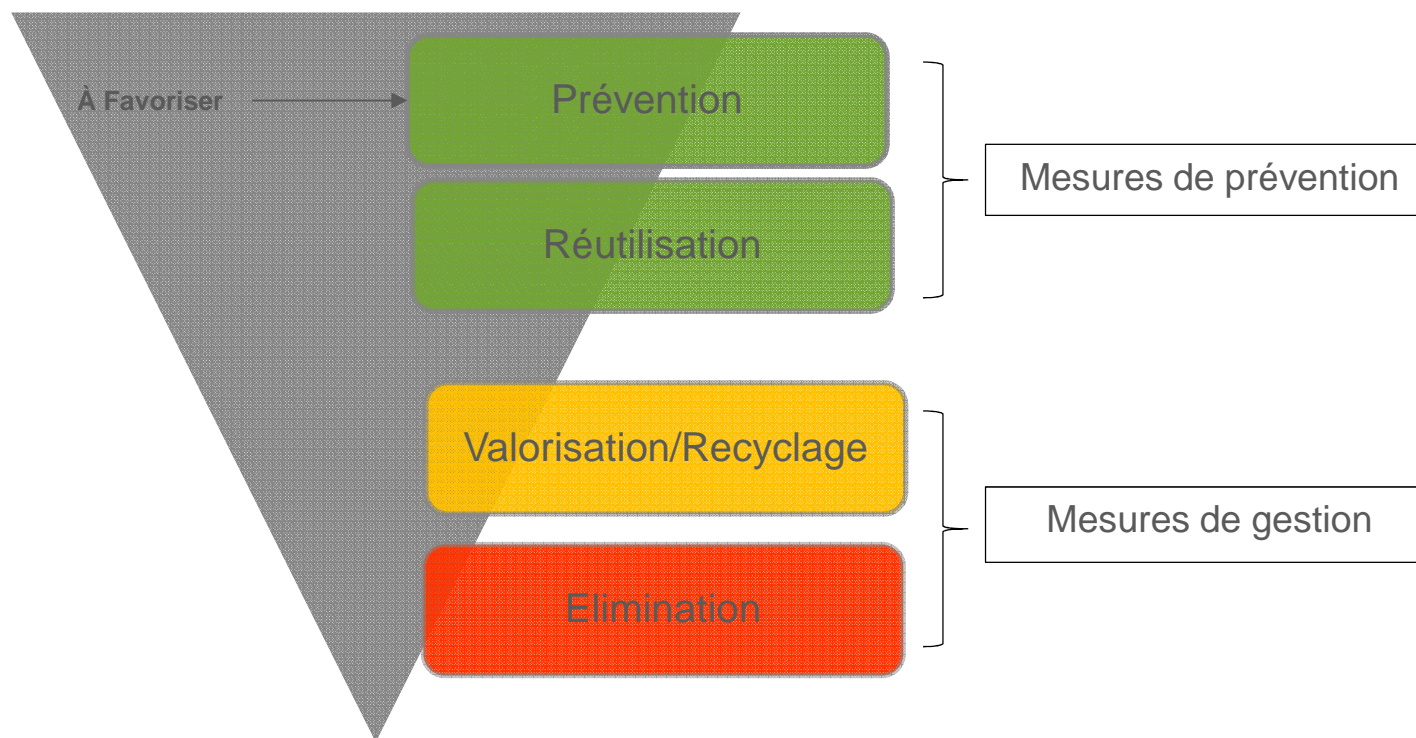 À Favoriser
Prévention
Réutilisation
Mesures de prévention
Valorisation/Recyclage
Elimination
Mesures de gestion